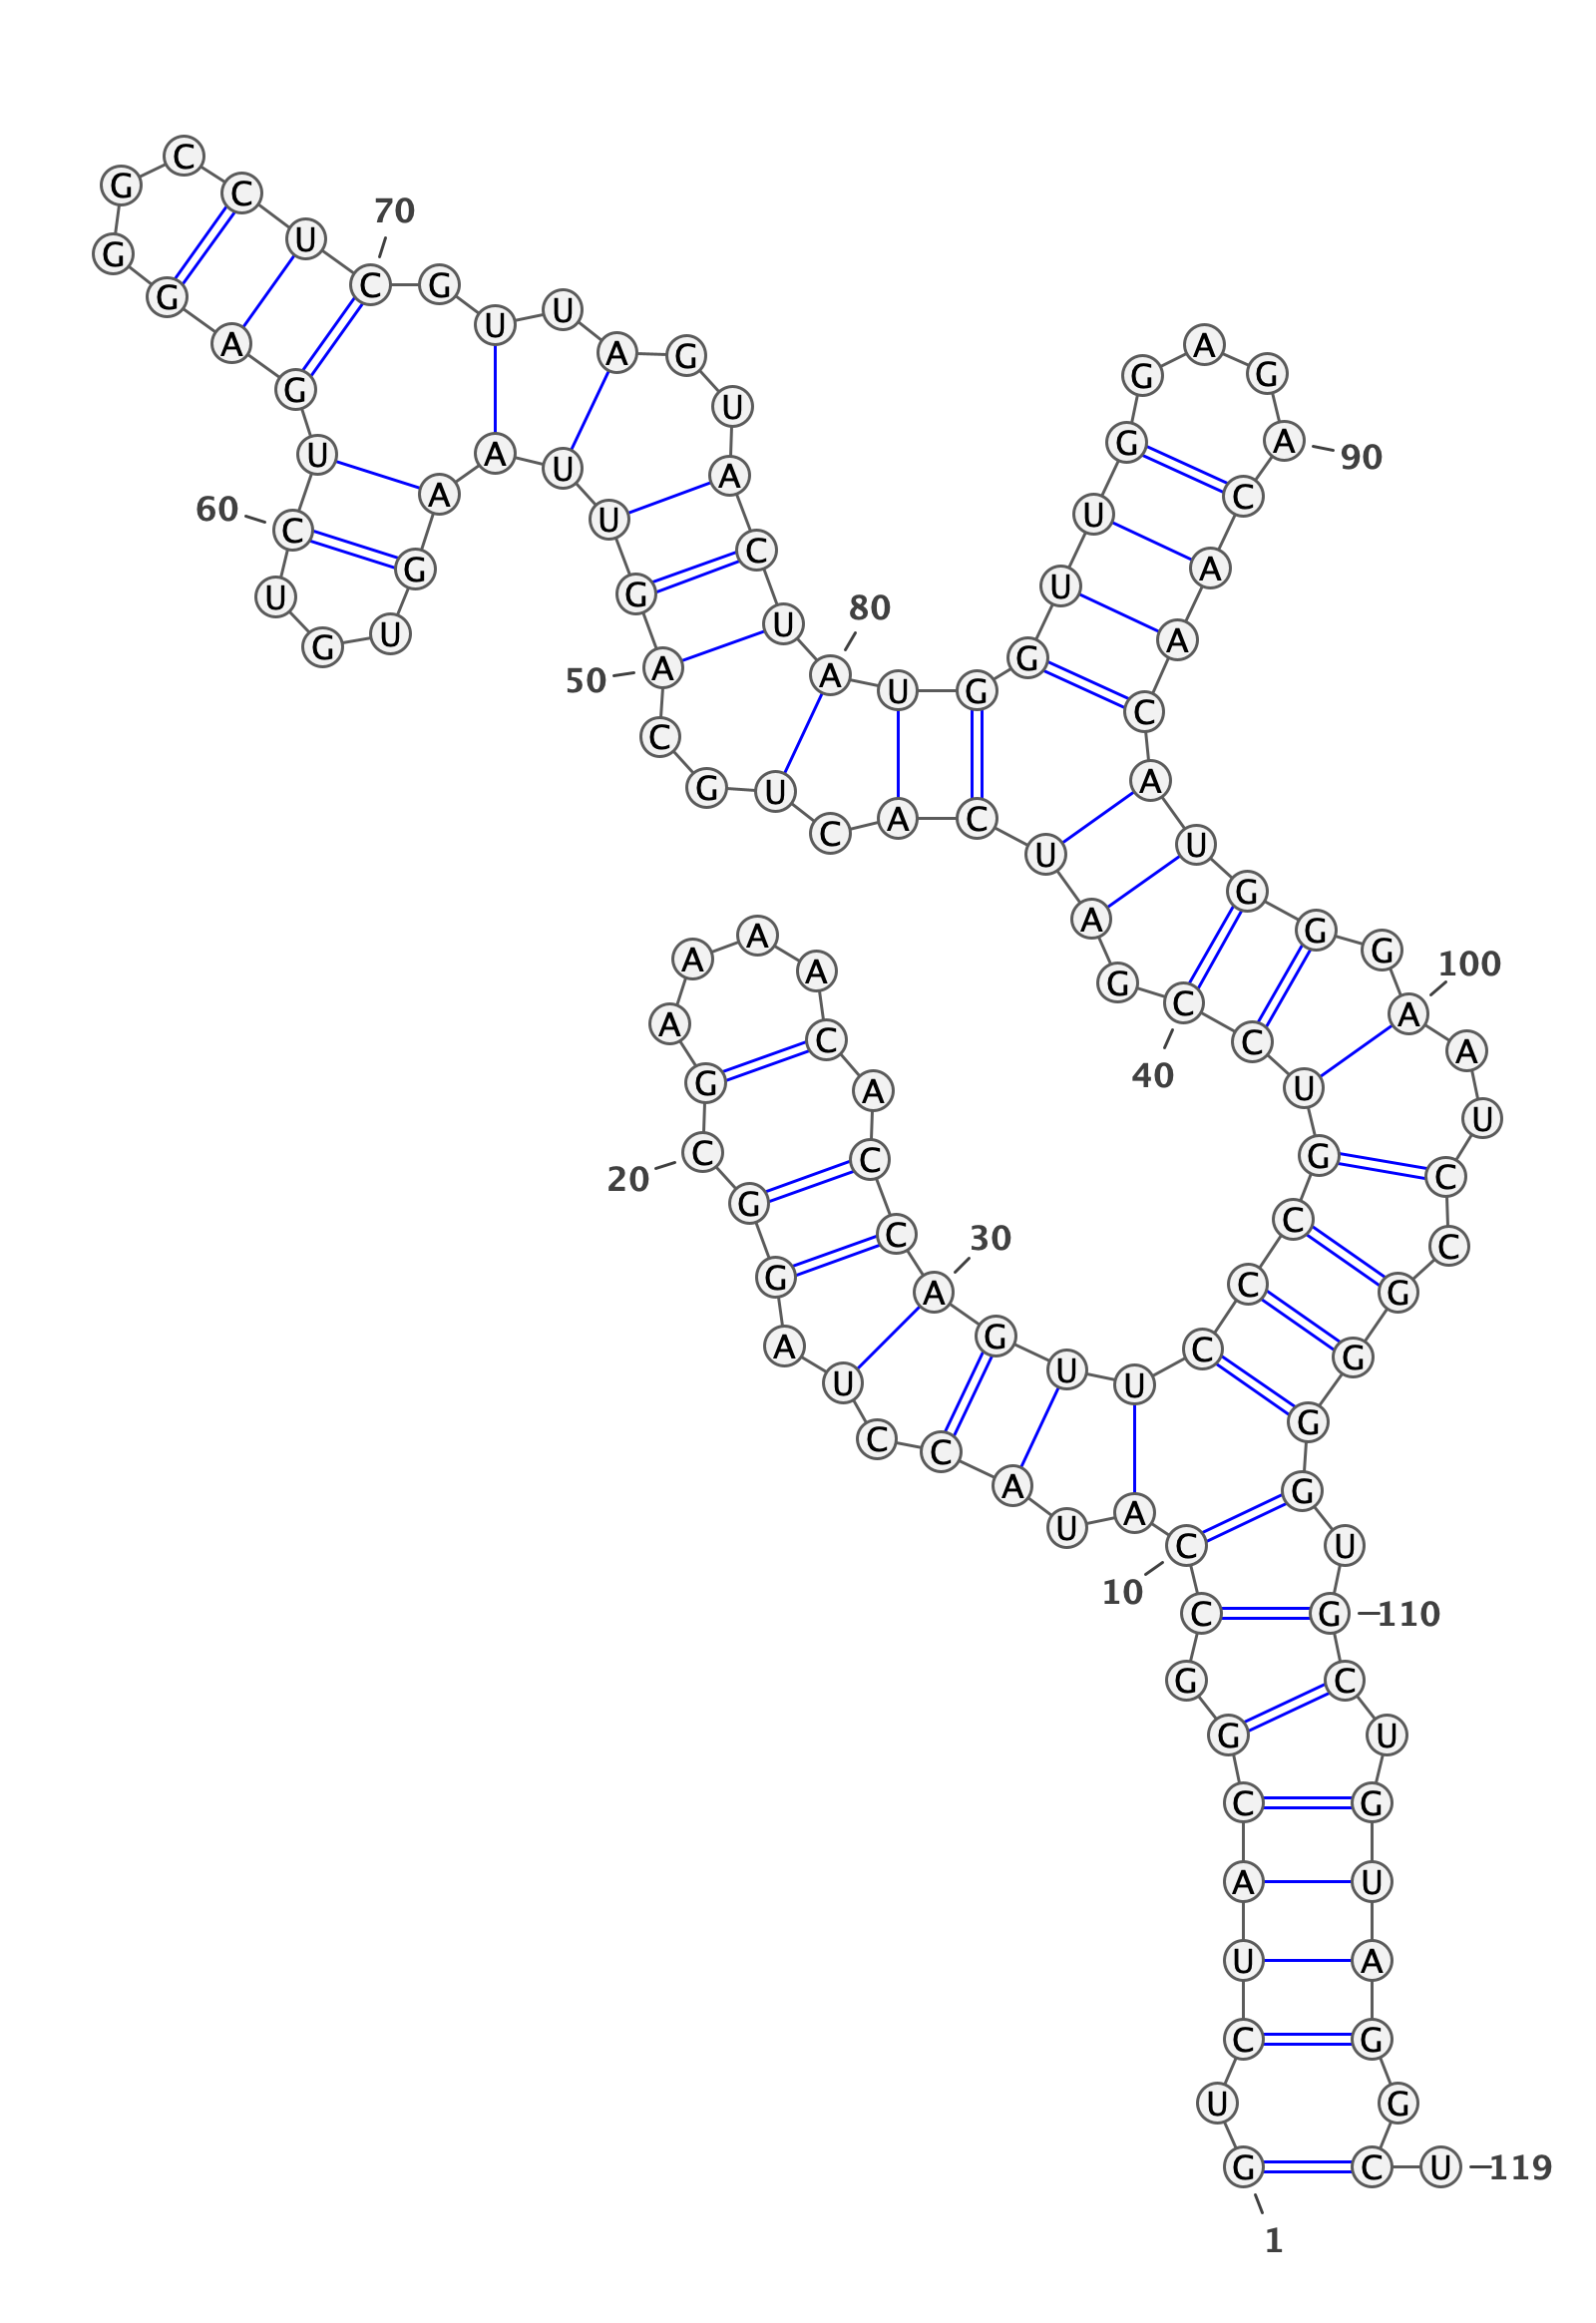 G
1
U C U A C G G C C
10
A U A C C U A G G C
20
G A A A A C A C C A
30
G U U C C C G U C C
40
G A U C A C U G C A
50
G U U A A G U G U C
60
U G A G G G C C U C
70
G U U A G U A C U A
80
U G G U U G G A G A
90
C A A C A U G G G A
100
A U C C G G G G U G
110
C U G U A G G C U
119